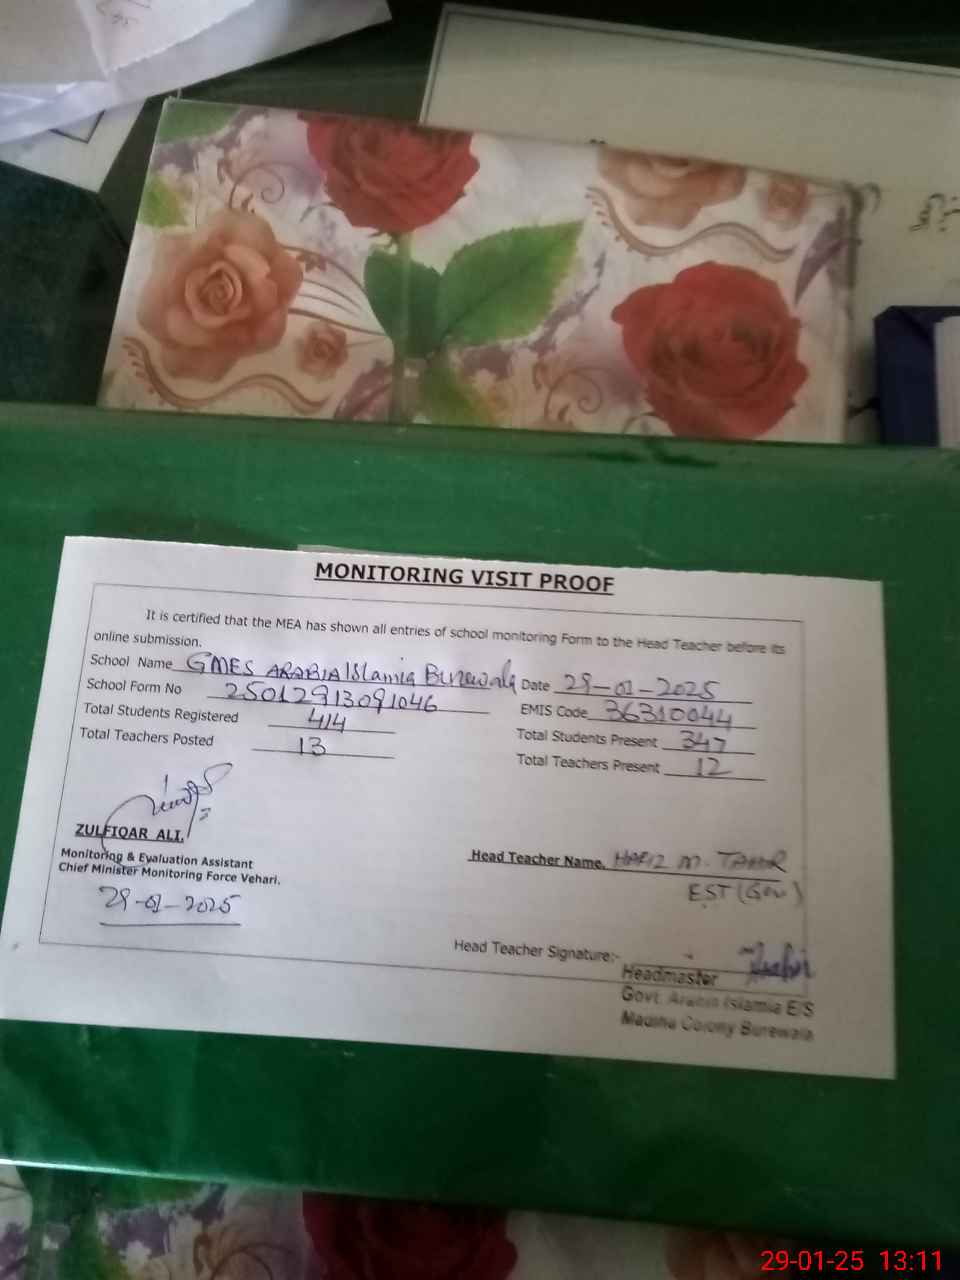 MONITORING VISIT PROOF
It is certified that the MEA has shown all entries of school monitoring Form to the Head Teacher before its
online submission.
School Name GMES ARABIA Islamia Burewala Date 29-01-2025
School Form No 25012913091046 EMIS Code 36310044
Total Students Registered 414 Total Students Present 347
Total Teachers Posted 13 Total Teachers Present 12
ZULFIQAR ALI.
Monitoring & Evaluation Assistant
Chief Minister Monitoring Force Vehari.
29-01-2025
Head Teacher Name. HAFIZ M. TAHIR
EST (Gen)
Head Teacher Signature:-
Headmaster
Govt. Arabia Islamia E/S
Madina Colony Burewala
29-01-25 13:11